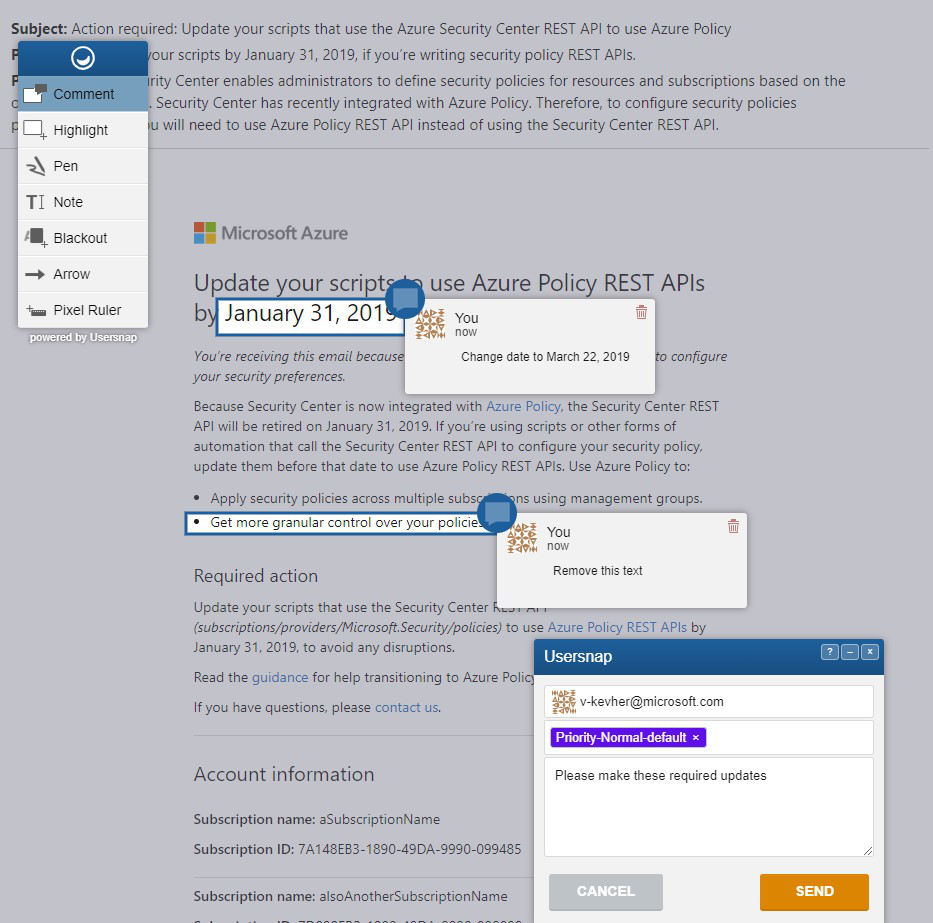 Subject: Action required: Update your scripts that use the Azure Security Center REST API to use Azure Policy
your scripts by January 31, 2019, if you're writing security policy REST APIs.
Center enables administrators to define security policies for resources and subscriptions based on the
. Security Center has recently integrated with Azure Policy. Therefore, to configure security policies
you will need to use Azure Policy REST API instead of using the Security Center REST API.
Comment
Highlight
Pen
Note
Blackout
Arrow
Pixel Ruler
powered by Usersnap
Microsoft Azure
Update your scripts to use Azure Policy REST APIs
by January 31, 2019
You
now
Change date to March 22, 2019
You're receiving this email because to configure
your security preferences.
Because Security Center is now integrated with Azure Policy, the Security Center REST
API will be retired on January 31, 2019. If you're using scripts or other forms of
automation that call the Security Center REST API to configure your security policy,
update them before that date to use Azure Policy REST APIs. Use Azure Policy to:
• Apply security policies across multiple subscriptions using management groups.
• Get more granular control over your policies
You
now
Remove this text
Required action
Update your scripts that use the Security Center REST API
(subscriptions/providers/Microsoft.Security/policies) to use Azure Policy REST APIs by
January 31, 2019, to avoid any disruptions.
Read the guidance for help transitioning to Azure Policy
If you have questions, please contact us.
Account information
Subscription name: aSubscriptionName
Subscription ID: 7A148EB3-1890-49DA-9990-099485
Subscription name: alsoAnotherSubscriptionName
Usersnap
? – ×
v-kevher@microsoft.com
Priority-Normal-default ×
Please make these required updates
CANCEL
SEND